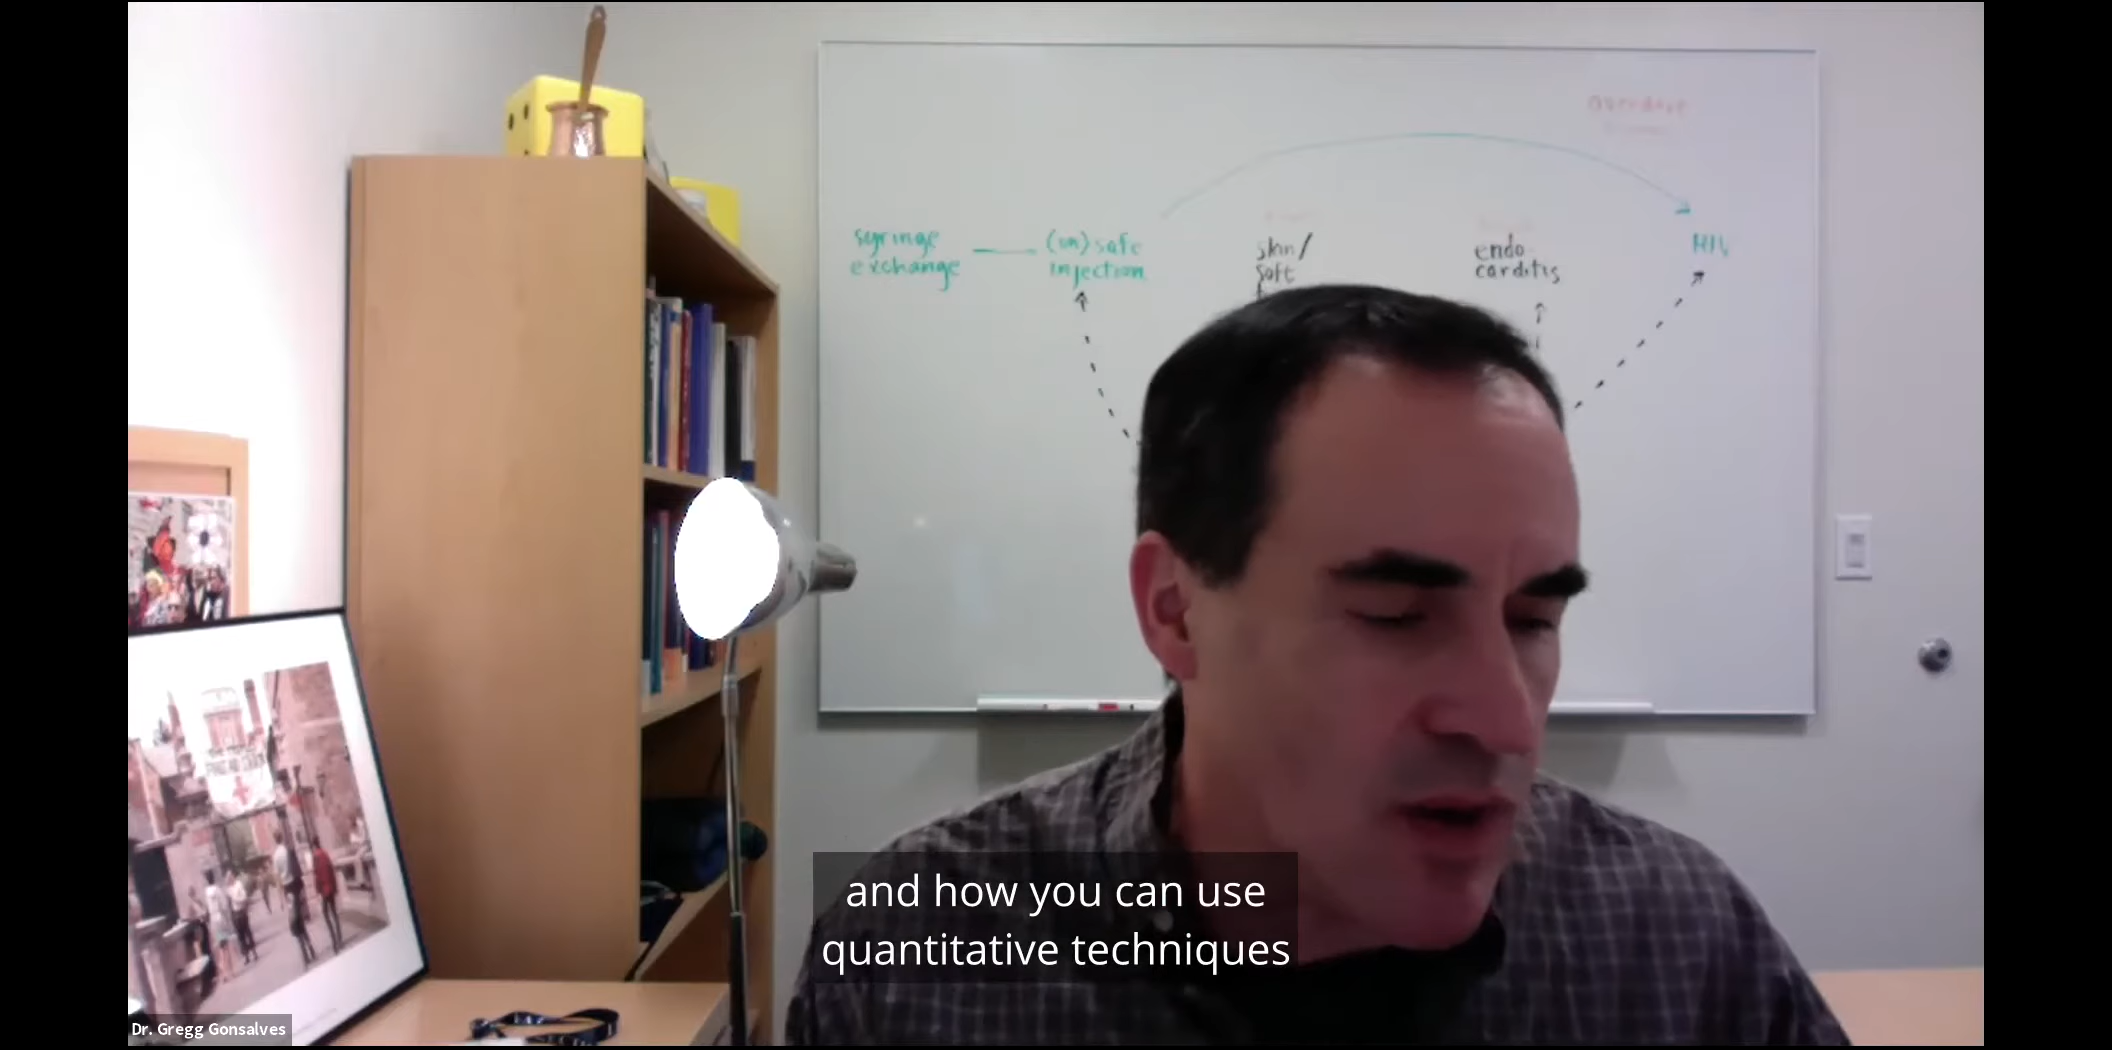 overdose
syringe
exchange
(un)safe
injection
skin/
soft
endo
carditis
HIV
and how you can use
quantitative techniques
Dr. Gregg Gonsalves